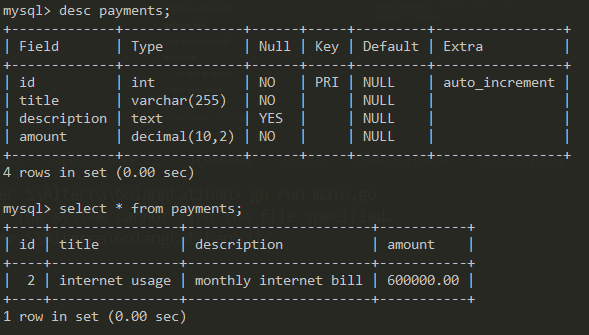 mysql> desc payments;
+-------------+---------------+------+-----+---------+----------------+
| Field       | Type          | Null | Key | Default | Extra          |
+-------------+---------------+------+-----+---------+----------------+
| id          | int           | NO   | PRI | NULL    | auto_increment |
| title       | varchar(255)  | NO   |     | NULL    |                |
| description | text          | YES  |     | NULL    |                |
| amount      | decimal(10,2) | NO   |     | NULL    |                |
+-------------+---------------+------+-----+---------+----------------+
4 rows in set (0.00 sec)
mysql> select * from payments;
+----+----------------+-----------------------+-----------+
| id | title          | description           | amount    |
+----+----------------+-----------------------+-----------+
|  2 | internet usage | monthly internet bill | 600000.00 |
+----+----------------+-----------------------+-----------+
1 row in set (0.00 sec)